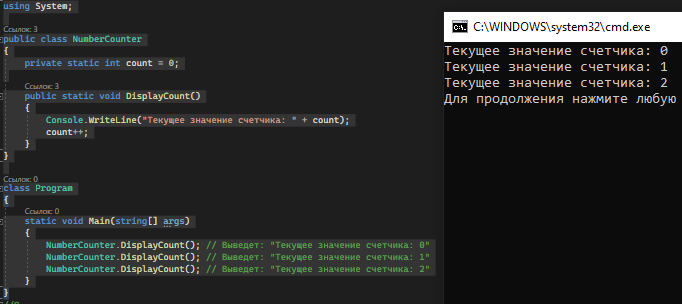 using System;
Ссылок: 3
public class NumberCounter
{
private static int count = 0;
Ссылок: 3
public static void DisplayCount()
{
Console.WriteLine("Текущее значение счетчика: " + count);
count++;
}
}
Ссылок: 0
class Program
{
Ссылок: 0
static void Main(string[] args)
{
NumberCounter.DisplayCount(); // Выведет: "Текущее значение счетчика: 0"
NumberCounter.DisplayCount(); // Выведет: "Текущее значение счетчика: 1"
NumberCounter.DisplayCount(); // Выведет: "Текущее значение счетчика: 2"
}
}
C:\WINDOWS\system32\cmd.exe
Текущее значение счетчика: 0
Текущее значение счетчика: 1
Текущее значение счетчика: 2
Для продолжения нажмите любую